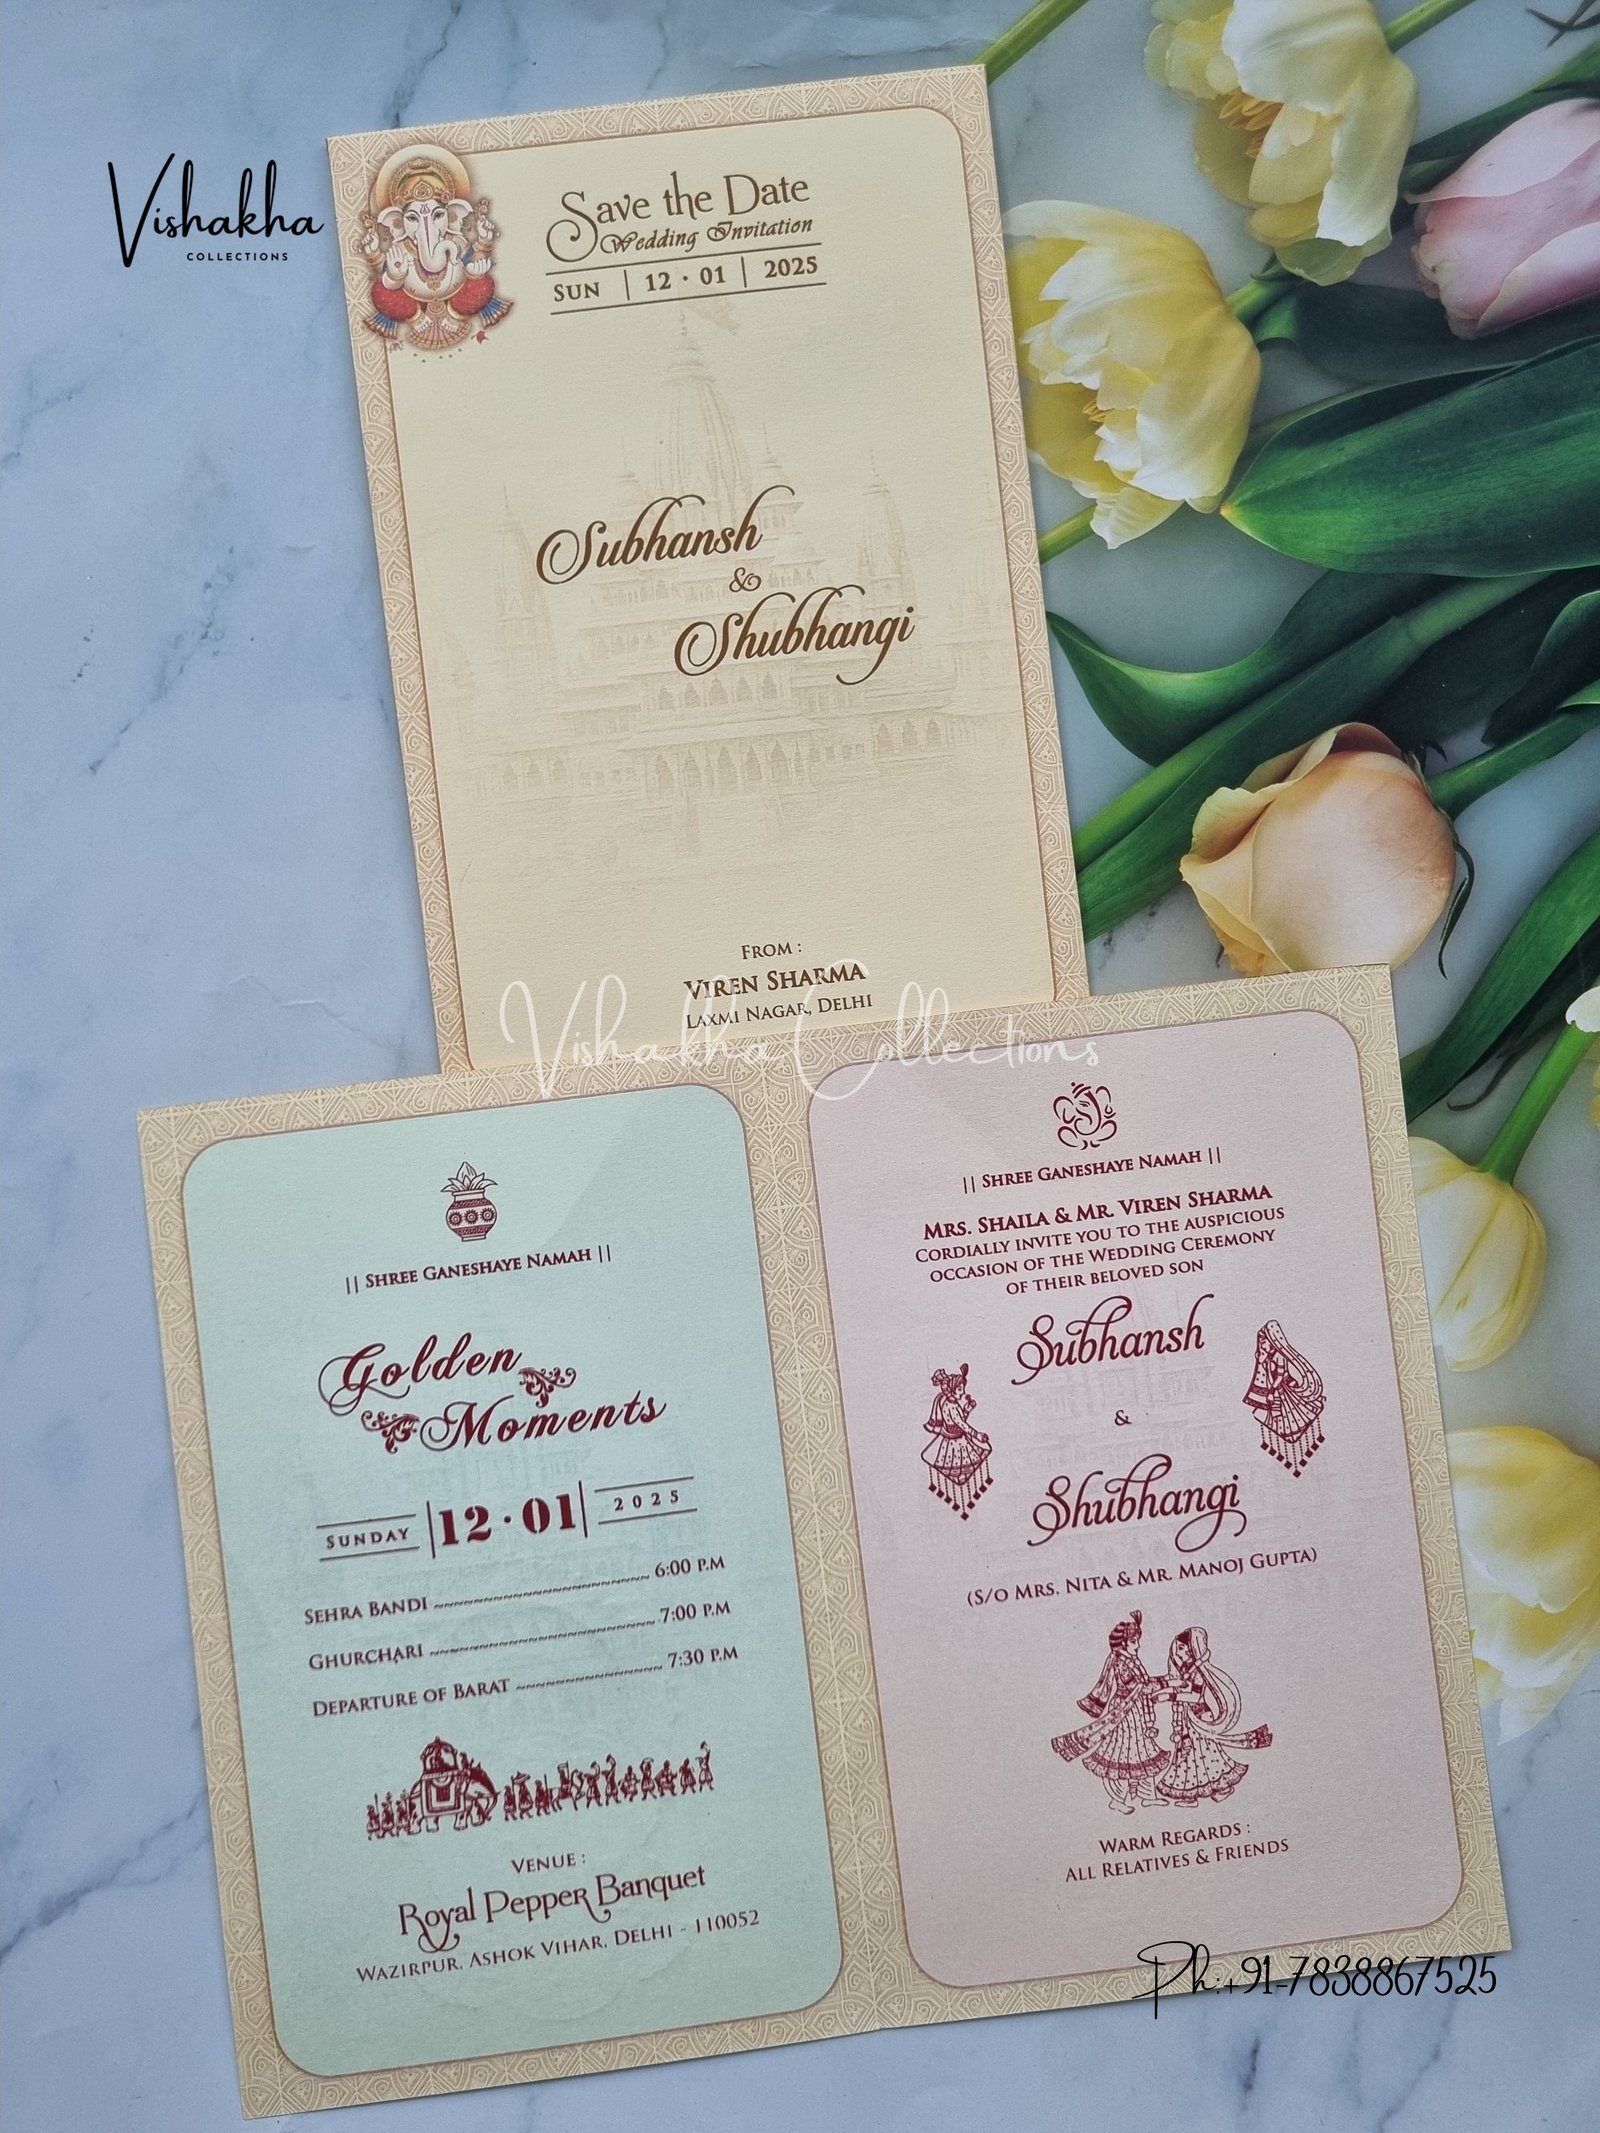 Vishakha
COLLECTIONS
Save the Date
Wedding Invitation
SUN | 12 · 01 | 2025
Subhansh
&
Shubhangi
FROM :
VIREN SHARMA
LAXMI NAGAR, DELHI
Vishakha Collections
|| SHREE GANESHAYE NAMAH ||
Golden
Moments
SUNDAY | 12 · 01 | 2025
SEHRA BANDI ~~~~~~~~~~~~~~~~~~~~~~~~ 6:00 P.M
GHURCHARI ~~~~~~~~~~~~~~~~~~~~~~~~ 7:00 P.M
DEPARTURE OF BARAT ~~~~~~~~~~~~~~~~ 7:30 P.M
VENUE :
Royal Pepper Banquet
WAZIRPUR, ASHOK VIHAR, DELHI - 110052
|| SHREE GANESHAYE NAMAH ||
MRS. SHAILA & MR. VIREN SHARMA
CORDIALLY INVITE YOU TO THE AUSPICIOUS
OCCASION OF THE WEDDING CEREMONY
OF THEIR BELOVED SON
Subhansh
&
Shubhangi
(S/O MRS. NITA & MR. MANOJ GUPTA)
WARM REGARDS :
ALL RELATIVES & FRIENDS
Ph:+91-7838867525